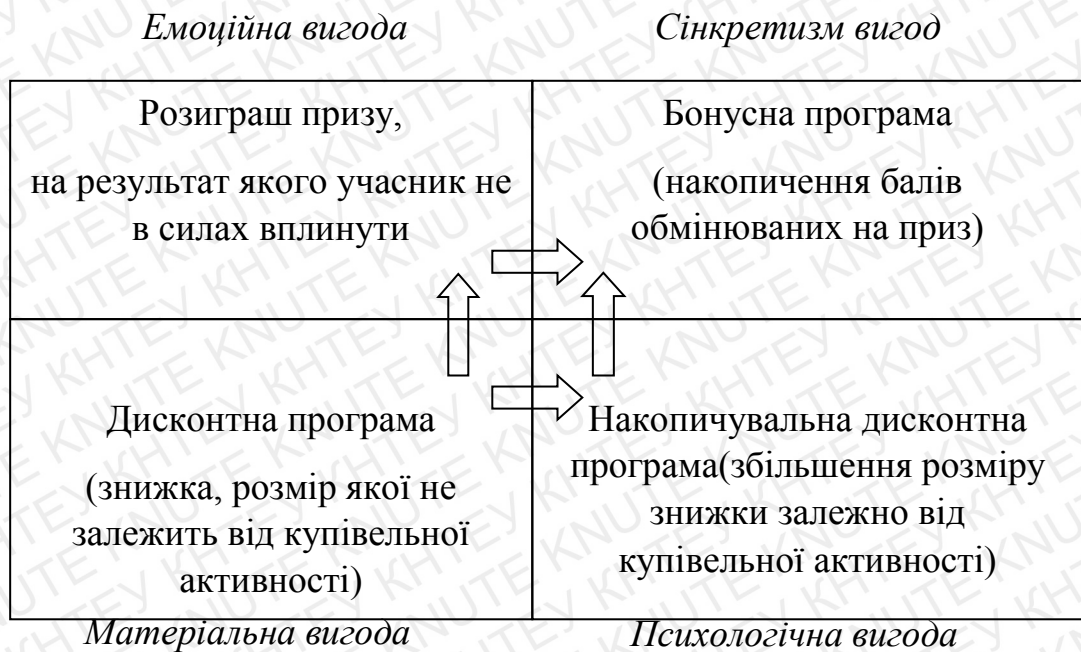 Емоційна вигода
Сінкретизм вигод
Розиграш призу,
на результат якого учасник не
в силах вплинути
Бонусна програма
(накопичення балів
обмінюваних на приз)
Дисконтна програма
(знижка, розмір якої не
залежить від купівельної
активності)
Накопичувальна дисконтна
програма(збільшення розміру
знижки залежно від
купівельної активності)
Матеріальна вигода
Психологічна вигода